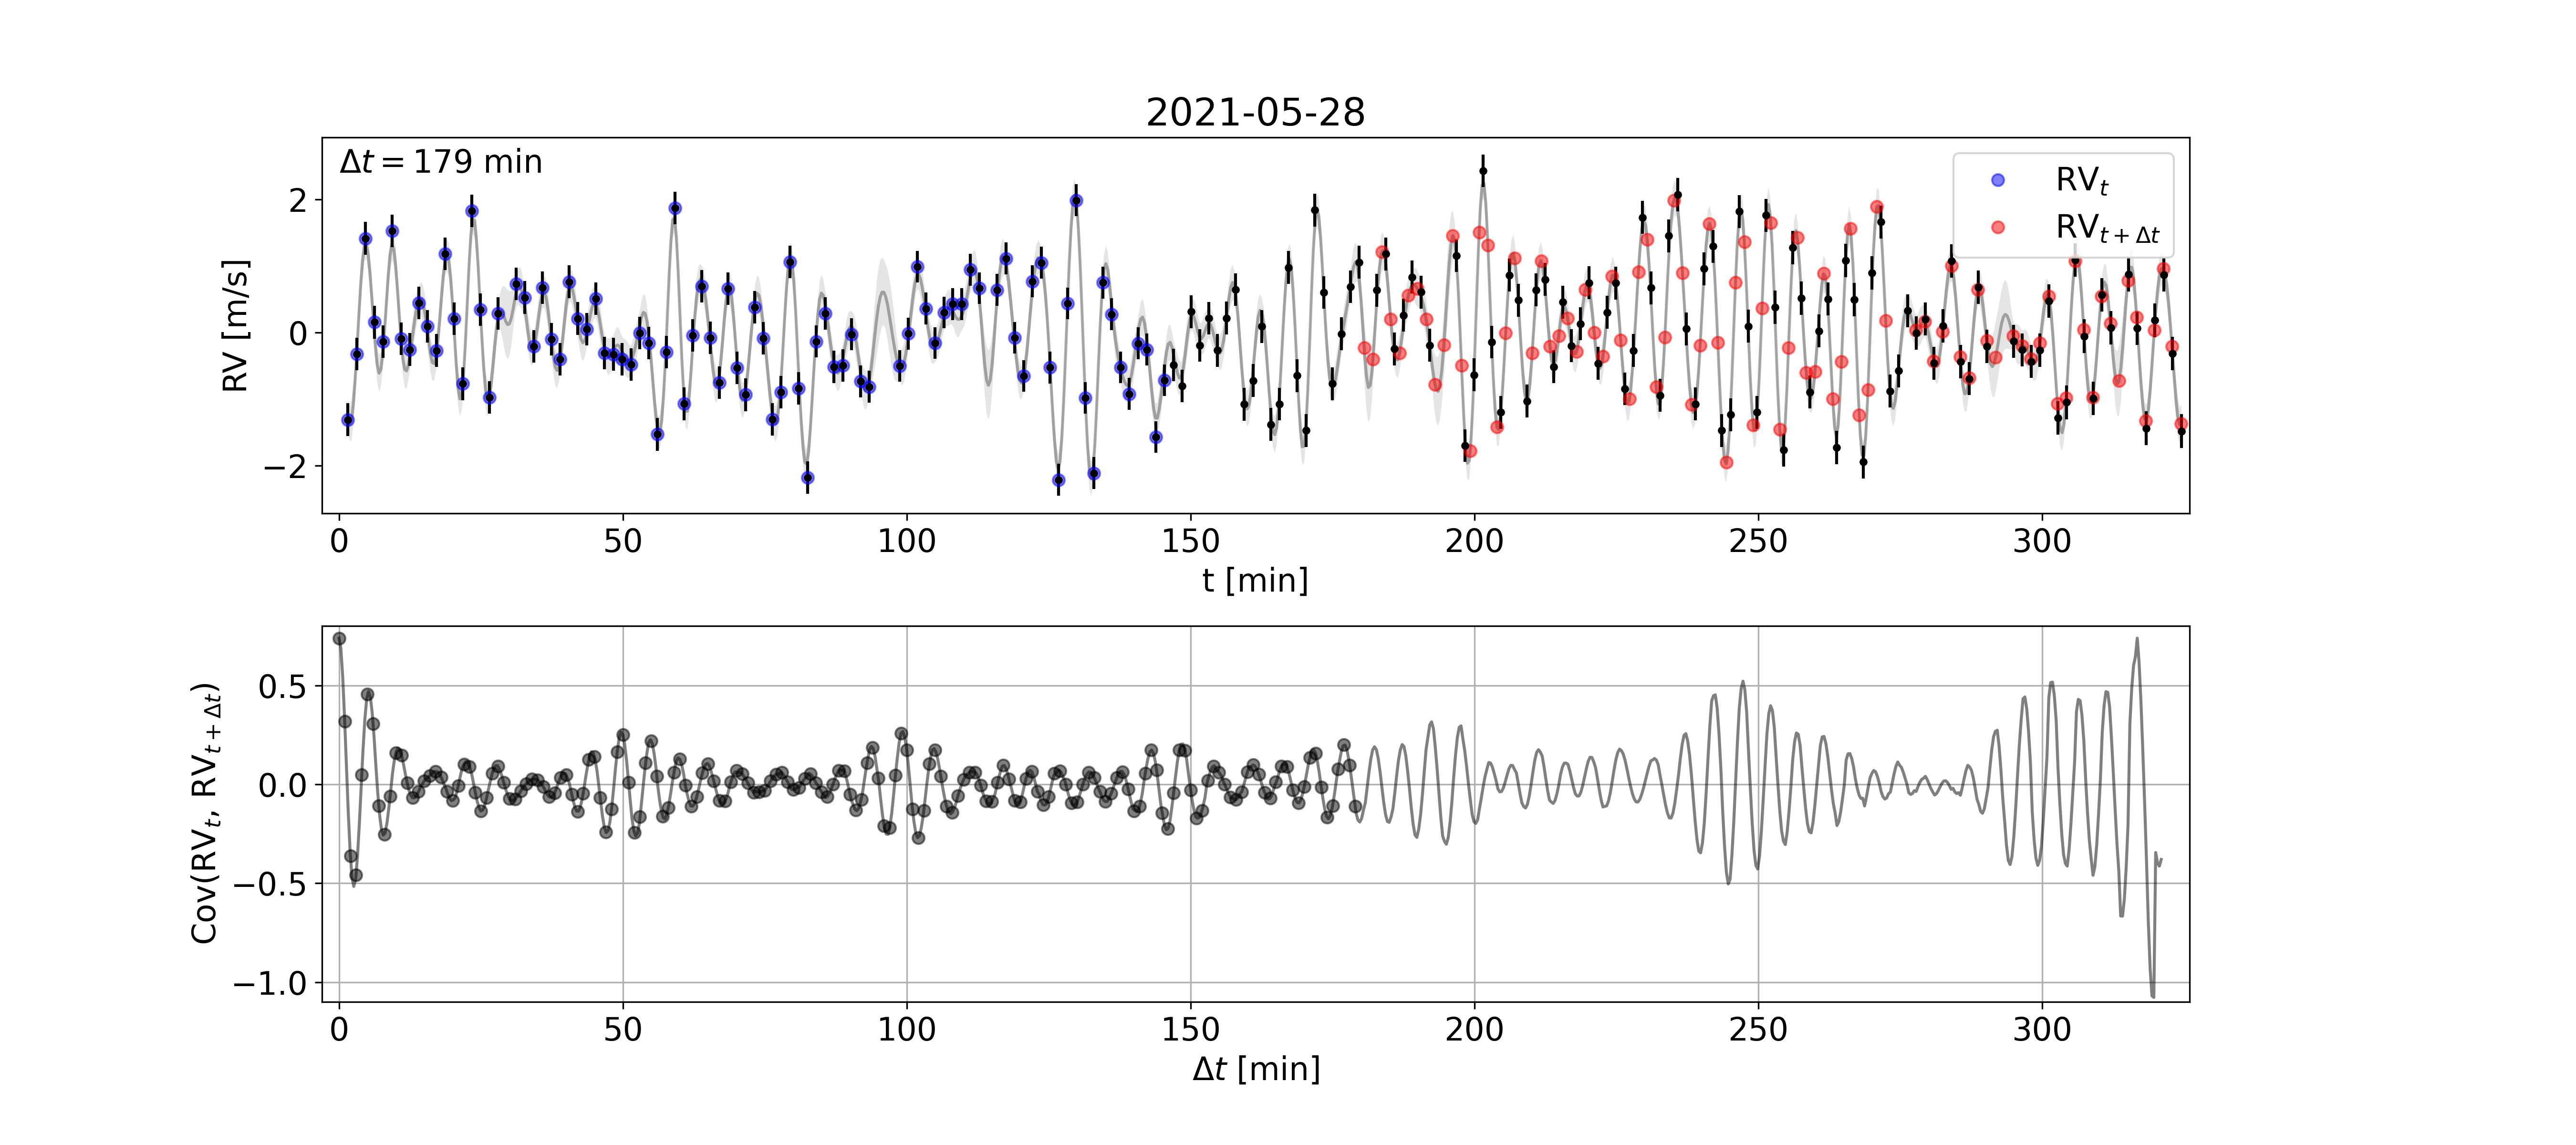 2021-05-28
Δt = 179 min
RV_t
RV_{t+Δt}
RV [m/s]
2
0
−2
0 50 100 150 200 250 300
t [min]
Cov(RV_t, RV_{t+Δt})
0.5
0.0
−0.5
−1.0
0 50 100 150 200 250 300
Δt [min]